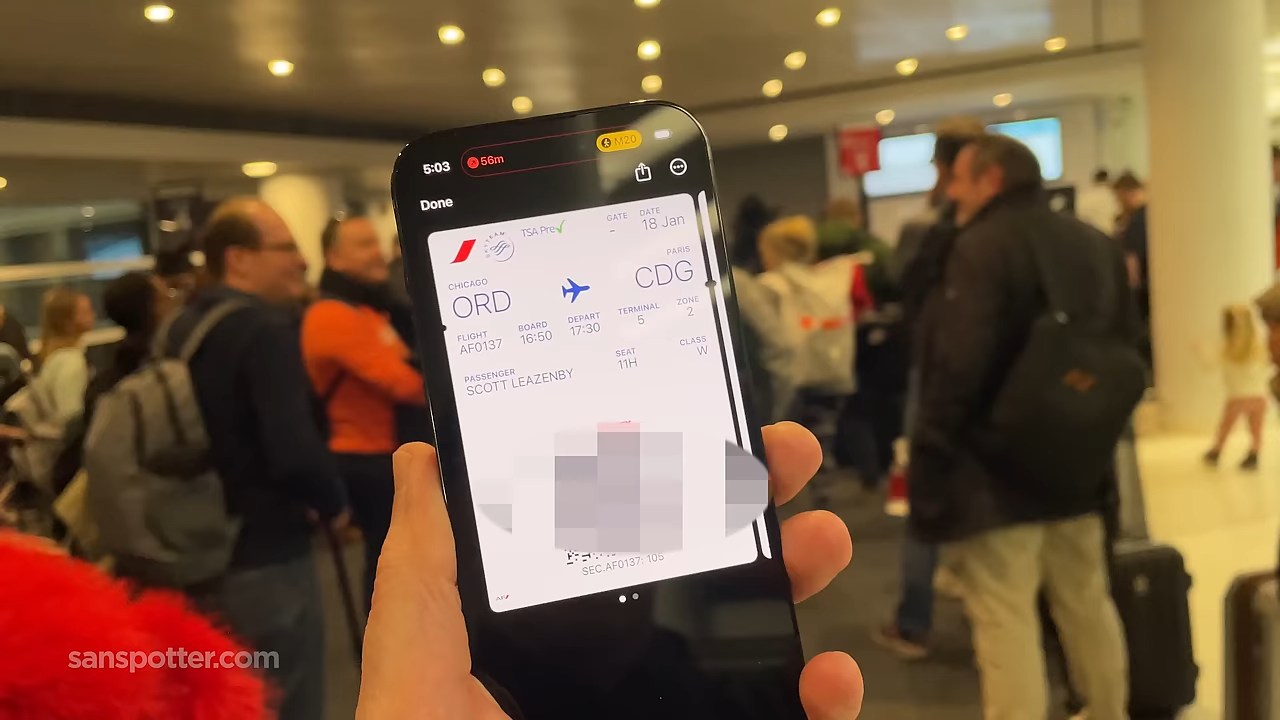 5:03
56m
M20
Done
SKYTEAM
TSA Pre✓
GATE
-
DATE
18 Jan
CHICAGO
ORD
PARIS
CDG
FLIGHT
AF0137
BOARD
16:50
DEPART
17:30
TERMINAL
5
ZONE
2
PASSENGER
SCOTT LEAZENBY
SEAT
11H
CLASS
W
SEC.AF0137: 105
sanspotter.com